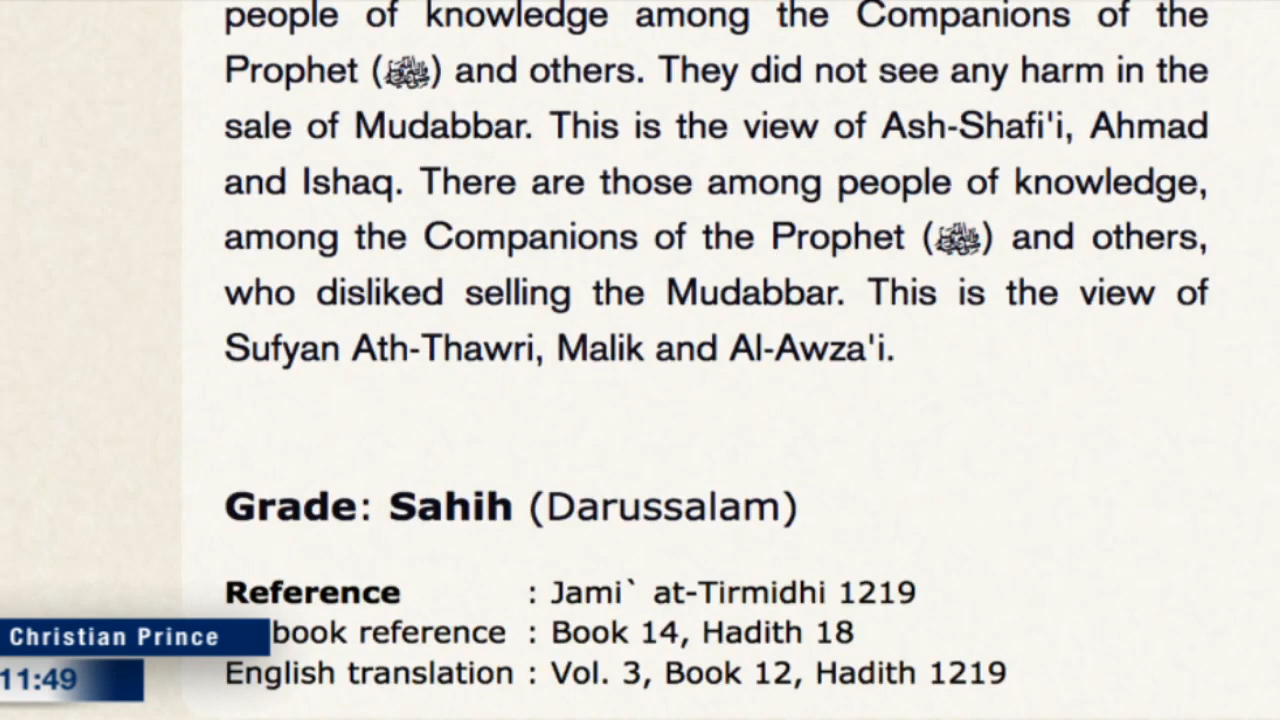 people of knowledge among the Companions of the
Prophet (ﷺ) and others. They did not see any harm in the
sale of Mudabbar. This is the view of Ash-Shafi'i, Ahmad
and Ishaq. There are those among people of knowledge,
among the Companions of the Prophet (ﷺ) and others,
who disliked selling the Mudabbar. This is the view of
Sufyan Ath-Thawri, Malik and Al-Awza'i.
Grade: Sahih (Darussalam)
Reference : Jami` at-Tirmidhi 1219
book reference : Book 14, Hadith 18
English translation : Vol. 3, Book 12, Hadith 1219
Christian Prince
11:49